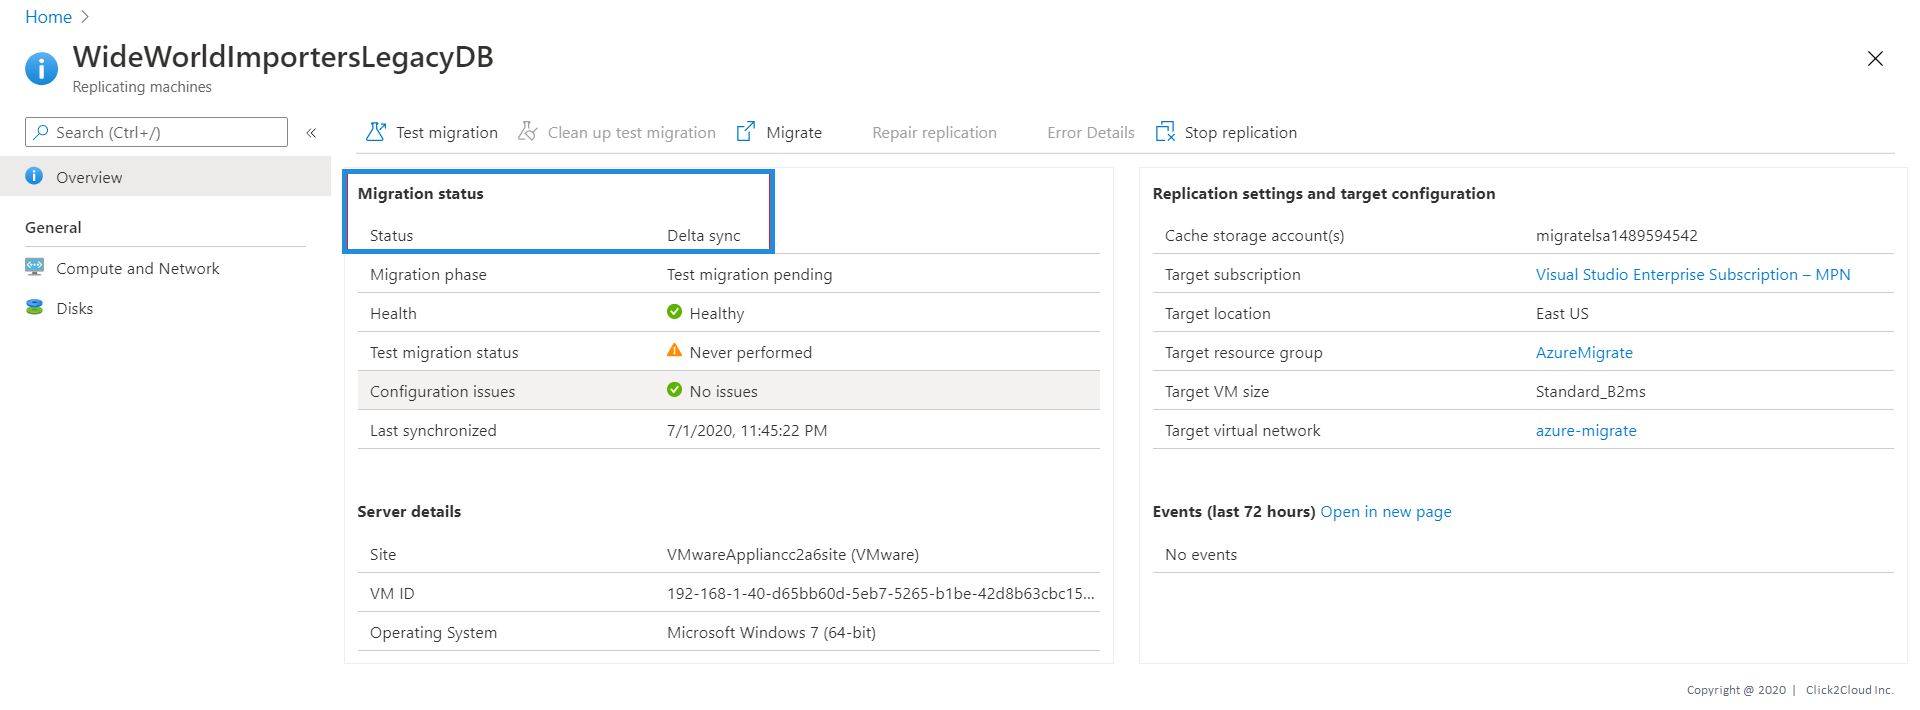 Home
WideWorldImportersLegacyDB
Replicating machines
Search (Ctrl+/)
«
Overview
General
Compute and Network
Disks
Test migration
Clean up test migration
Migrate
Repair replication
Error Details
Stop replication
Migration status
Status Delta sync
Migration phase Test migration pending
Health Healthy
Test migration status Never performed
Configuration issues No issues
Last synchronized 7/1/2020, 11:45:22 PM
Server details
Site VMwareAppliancc2a6site (VMware)
VM ID 192-168-1-40-d65bb60d-5eb7-5265-b1be-42d8b63cbc15...
Operating System Microsoft Windows 7 (64-bit)
Replication settings and target configuration
Cache storage account(s) migratelsa1489594542
Target subscription Visual Studio Enterprise Subscription – MPN
Target location East US
Target resource group AzureMigrate
Target VM size Standard_B2ms
Target virtual network azure-migrate
Events (last 72 hours) Open in new page
No events
Copyright @ 2020 | Click2Cloud Inc.